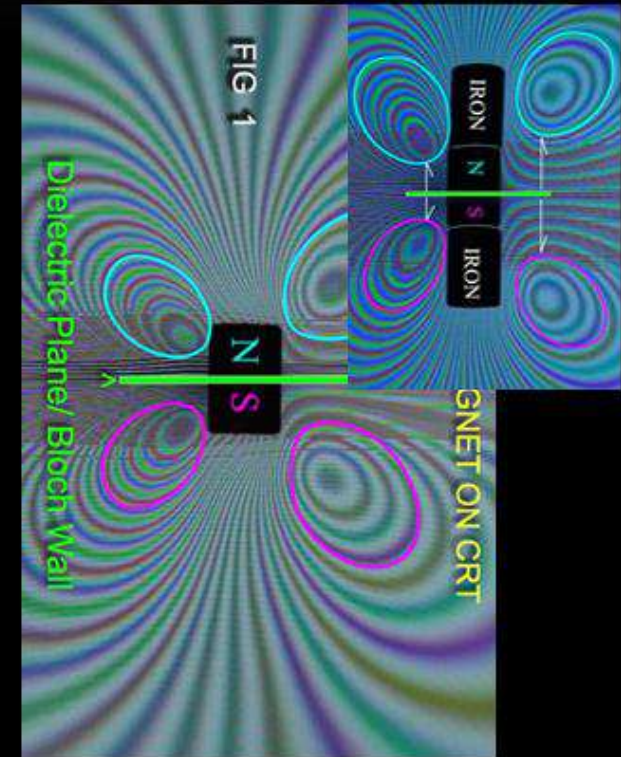 FIG 1
IRON
N
S
IRON
N
S
GNET ON CRT
Dielectric Plane/ Bloch Wall